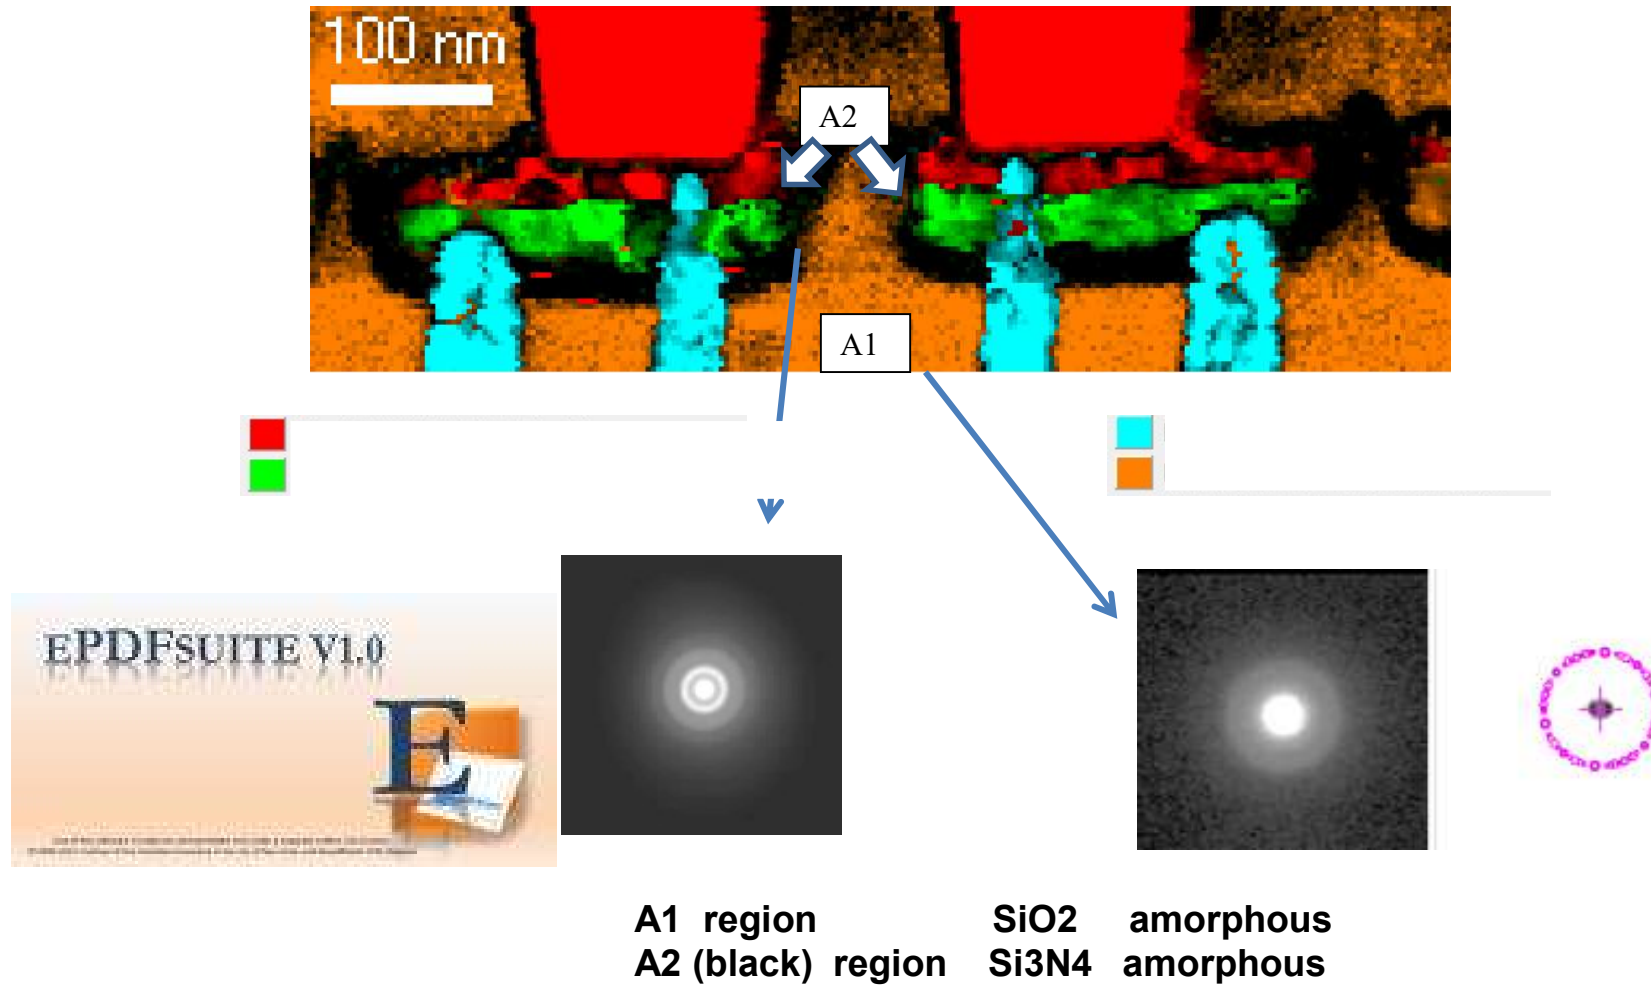 100 nm
A2
A1
EPDFSUITE V1.0
E
A1 region SiO2 amorphous
A2 (black) region Si3N4 amorphous